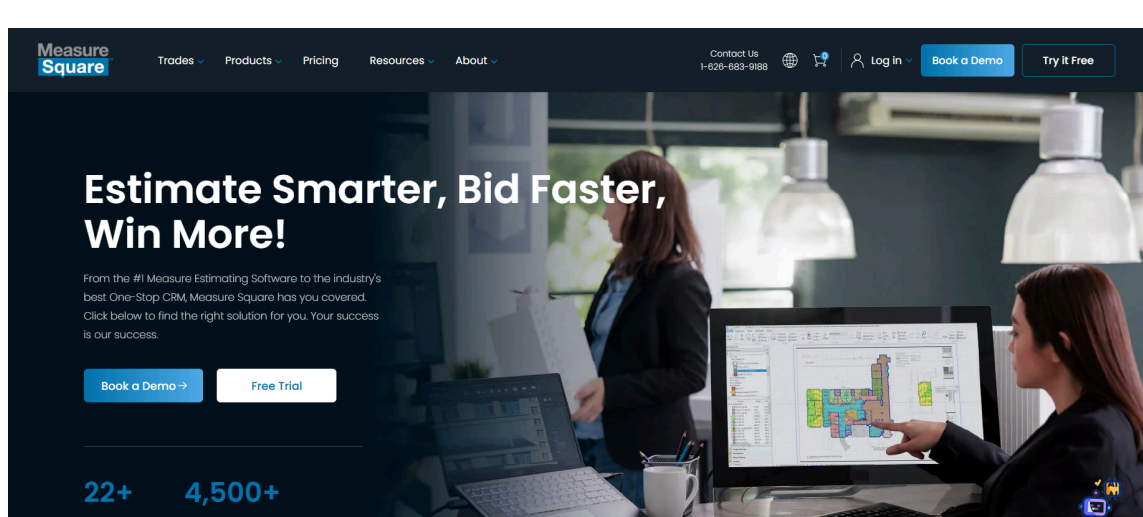 Measure
Square
Trades
Products
Pricing
Resources
About
Contact Us
1-626-683-9188
0
Log in
Book a Demo
Try it Free
Estimate Smarter, Bid Faster,
Win More!
From the #1 Measure Estimating Software to the industry's
best One-Stop CRM, Measure Square has you covered.
Click below to find the right solution for you. Your success
is our success.
Book a Demo→
Free Trial
22+
4,500+